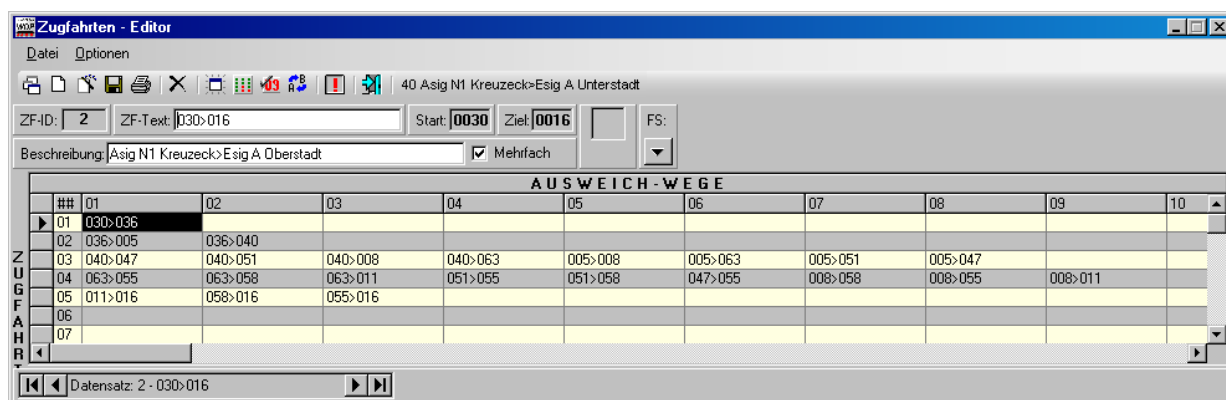 Zugfahrten - Editor
Datei Optionen
40 Asig N1 Kreuzeck>Esig A Unterstadt
ZF-ID: 2 ZF-Text: 030>016 Start: 0030 Ziel: 0016 FS:
Beschreibung: Asig N1 Kreuzeck>Esig A Oberstadt Mehrfach
AUSWEICH-WEGE
## 01 02 03 04 05 06 07 08 09 10
01 030>036
02 036>005 036>040
03 040>047 040>051 040>008 040>063 005>008 005>063 005>051 005>047
04 063>055 063>058 063>011 051>055 051>058 047>055 008>058 008>055 008>011
05 011>016 058>016 055>016
06
07
ZUGFAHRT
Datensatz: 2 - 030>016